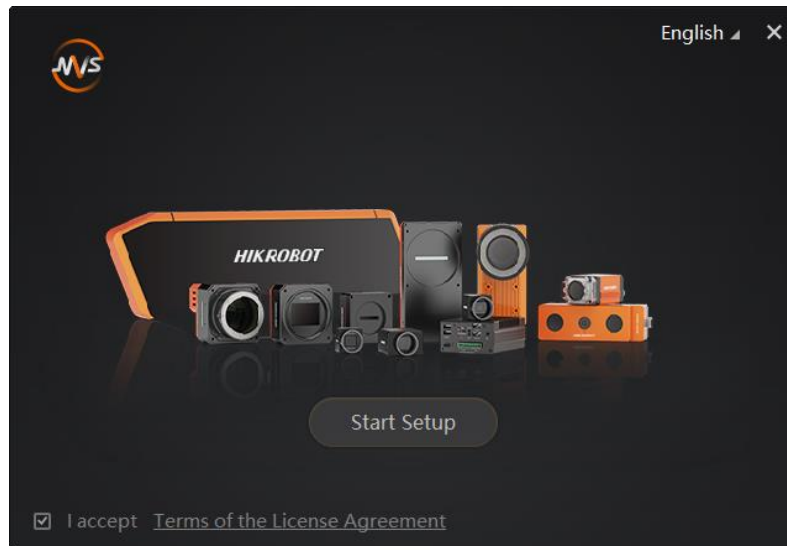 English
MVS
HIKROBOT
Start Setup
I accept Terms of the License Agreement